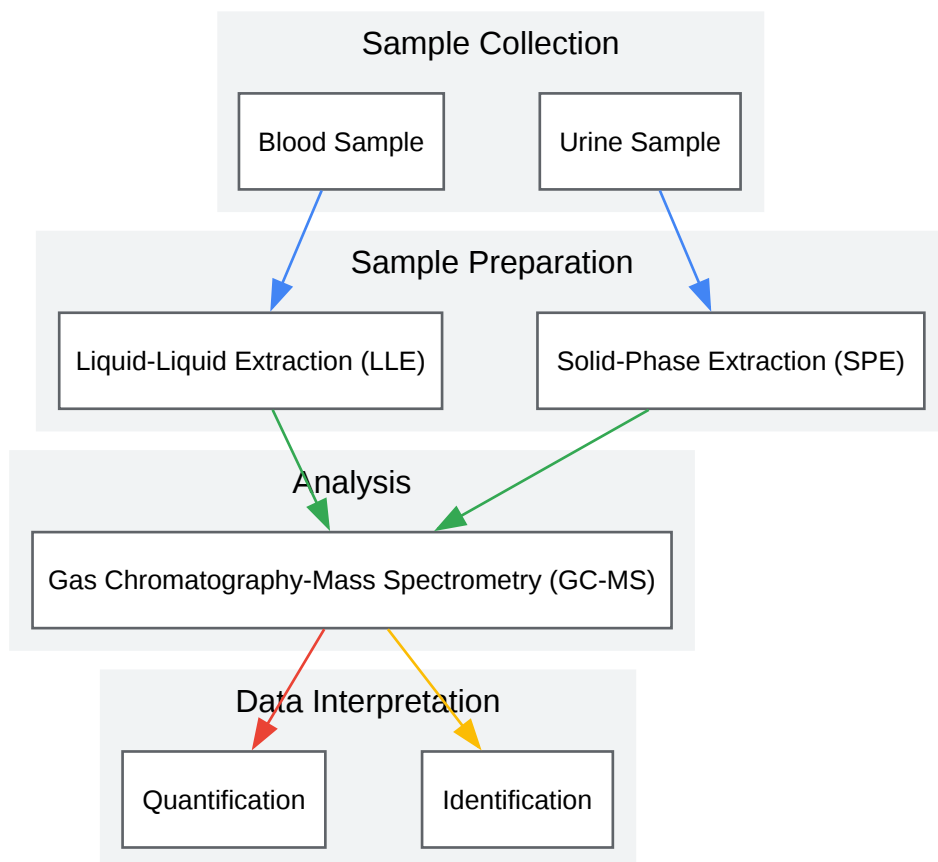 Sample Collection
Blood Sample
Urine Sample
Sample Preparation
Liquid-Liquid Extraction (LLE)
Solid-Phase Extraction (SPE)
Analysis
Gas Chromatography-Mass Spectrometry (GC-MS)
Data Interpretation
Quantification
Identification